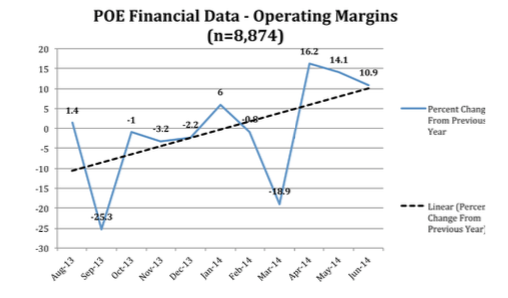 POE Financial Data - Operating Margins
(n=8,874)
20
15
10
5
0
-5
-10
-15
-20
-25
-30
1.4
-25.3
-1
-3.2
-2.2
6
-0.8
-18.9
16.2
14.1
10.9
Aug-13
Sep-13
Oct-13
Nov-13
Dec-13
Jan-14
Feb-14
Mar-14
Apr-14
May-14
Jun-14
Percent Chang
From Previous
Year
Linear (Percer
Change From
Previous Year)